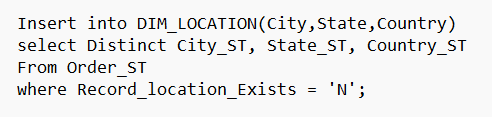 Insert into DIM_LOCATION(City,State,Country)
select Distinct City_ST, State_ST, Country_ST
From Order_ST
where Record_location_Exists = 'N';